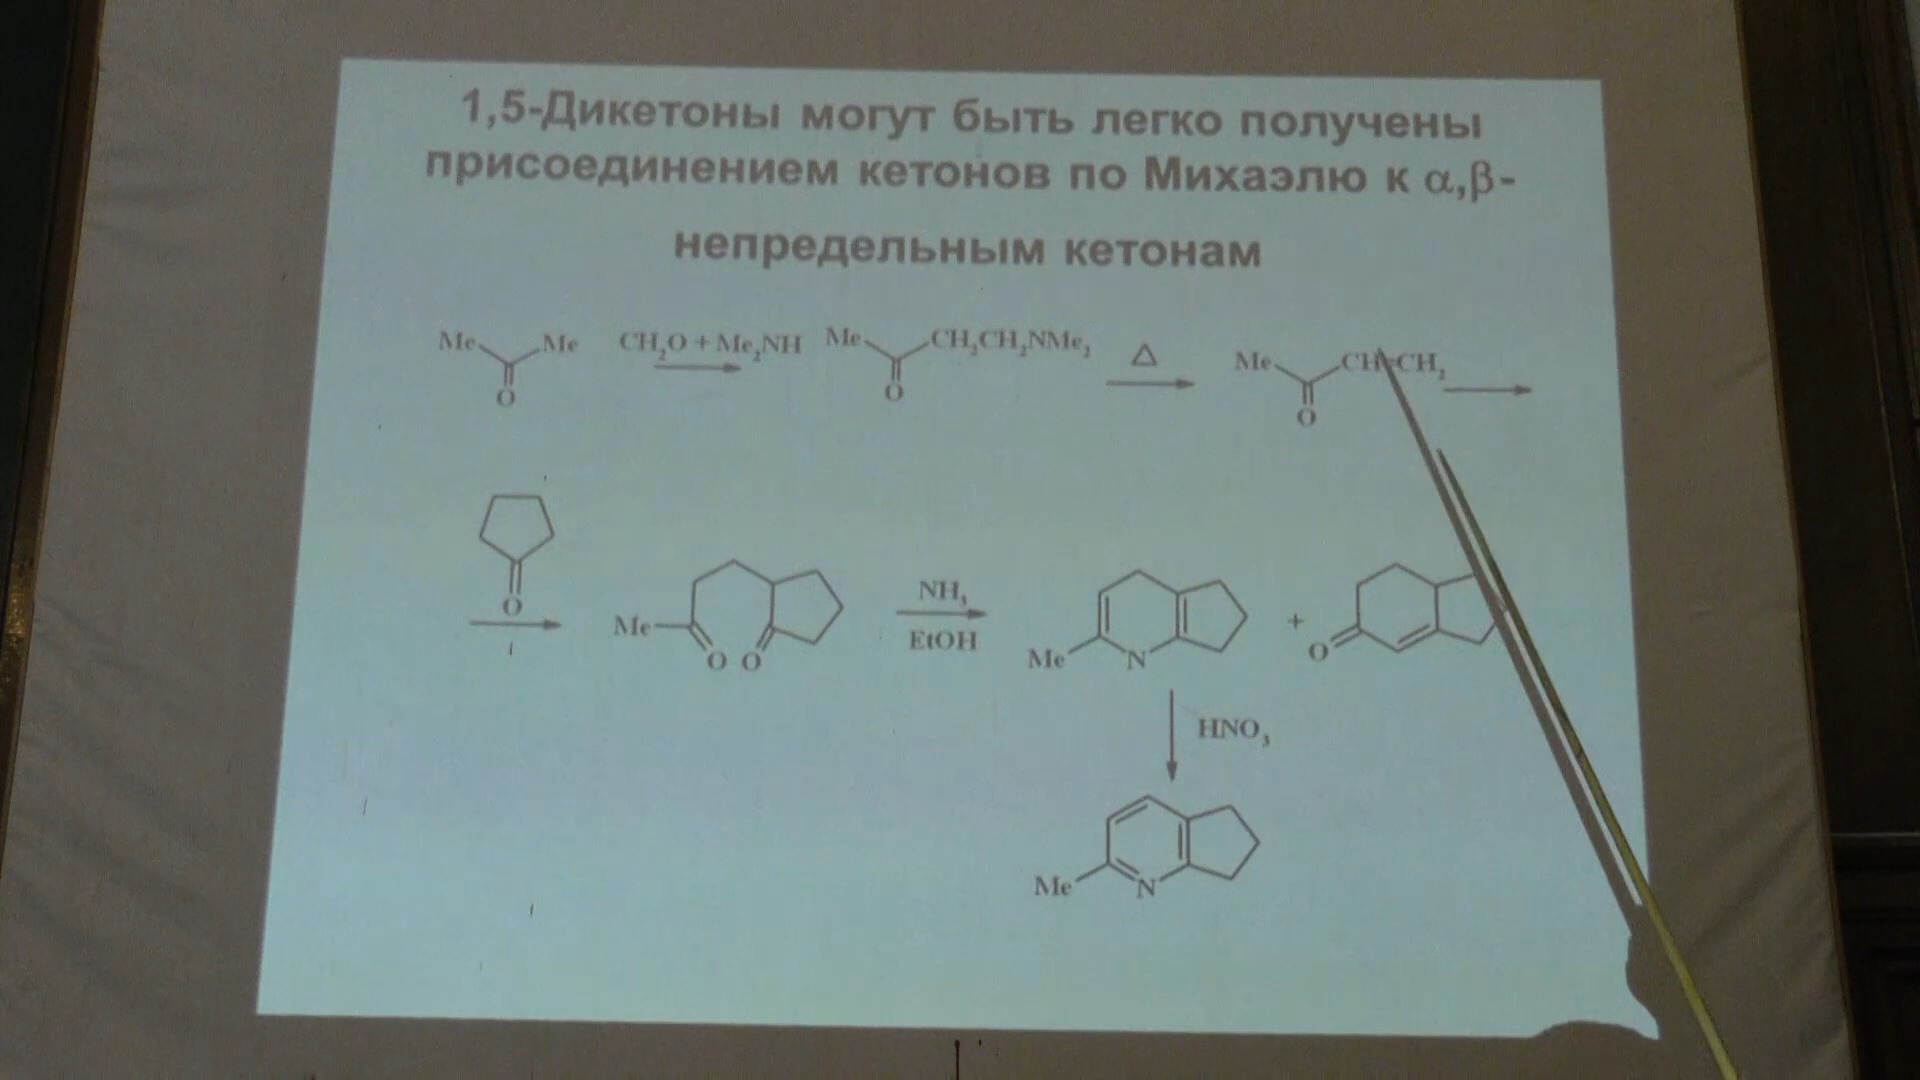 1,5-Дикетоны могут быть легко получены
присоединением кетонов по Михаэлю к α,β-
непредельным кетонам
Me Me CH₂O + Me₂NH Me CH₂CH₂NMe₂ Δ Me CH=CH₂
O O O
O
Me O O NH₃ EtOH Me N + O
HNO₃
Me N